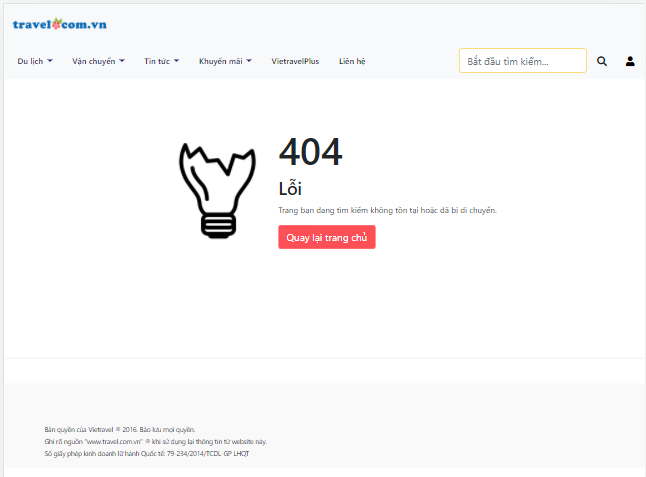 travel.com.vn
Du lịch
Vận chuyển
Tin tức
Khuyến mãi
VietravelPlus
Liên hệ
Bắt đầu tìm kiếm...
404
Lỗi
Trang bạn đang tìm kiếm không tồn tại hoặc đã bị di chuyển.
Quay lại trang chủ
Bản quyền của Vietravel ® 2016. Bảo lưu mọi quyền.
Ghi rõ nguồn "www.travel.com.vn" ® khi sử dụng lại thông tin từ website này.
Số giấy phép kinh doanh lữ hành Quốc tế: 79-234/2014/TCDL-GP LHQT